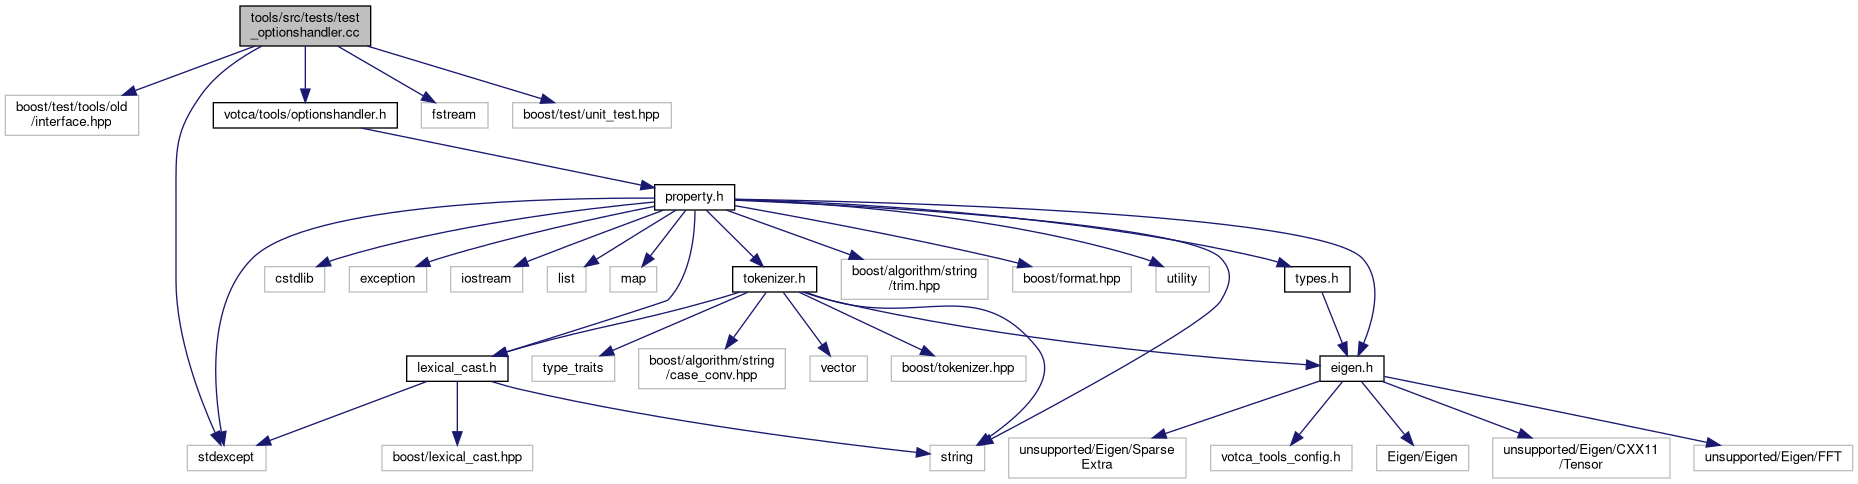 tools/src/tests/test
_optionshandler.cc
boost/test/tools/old
/interface.hpp
votca/tools/optionshandler.h
fstream
boost/test/unit_test.hpp
property.h
cstdlib
exception
iostream
list
map
tokenizer.h
boost/algorithm/string
/trim.hpp
boost/format.hpp
utility
types.h
lexical_cast.h
type_traits
boost/algorithm/string
/case_conv.hpp
vector
boost/tokenizer.hpp
eigen.h
stdexcept
boost/lexical_cast.hpp
string
unsupported/Eigen/Sparse
Extra
votca_tools_config.h
Eigen/Eigen
unsupported/Eigen/CXX11
/Tensor
unsupported/Eigen/FFT